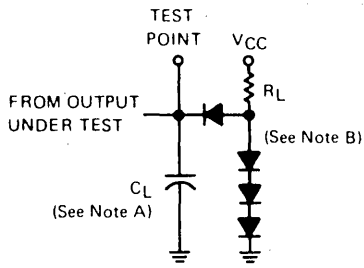 TEST
POINT
VCC
RL
FROM OUTPUT
UNDER TEST
(See Note B)
CL
(See Note A)